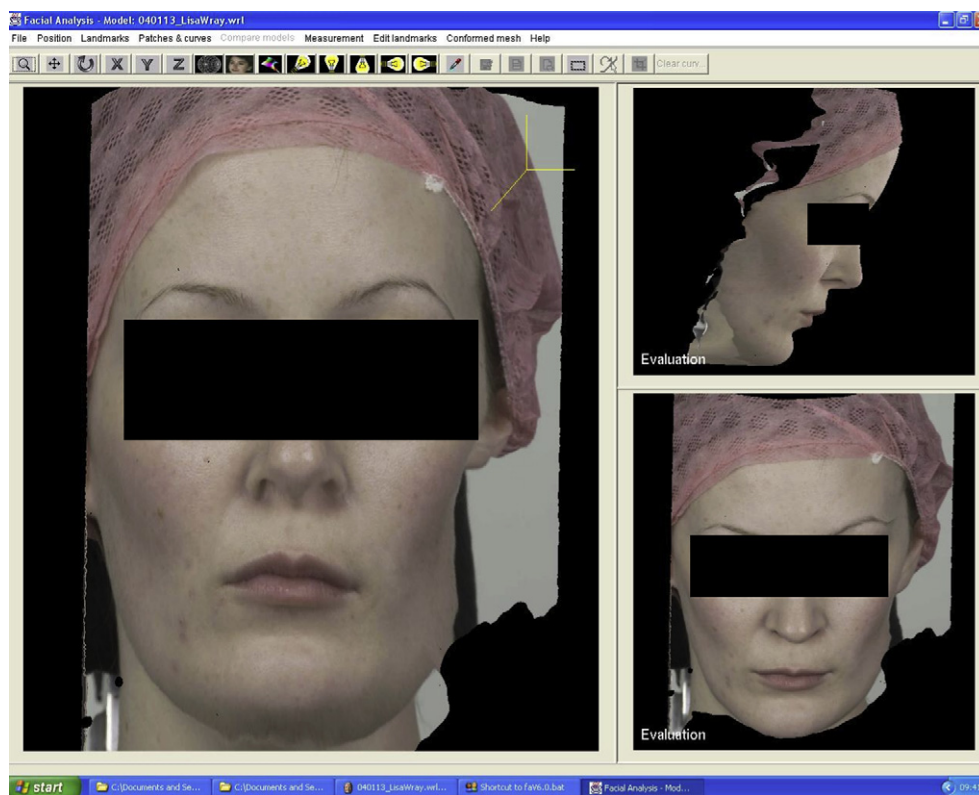 Facial Analysis - Model: 040113_LisaWray.wrl
File Position Landmarks Patches & curves Compare models Measurement Edit landmarks Conformed mesh Help
X Y Z Clear curv...
Evaluation
Evaluation
start C:\Documents and Se... C:\Documents and Se... 040113_LisaWray.wrl... Shortcut to faV6.0.bat Facial Analysis - Mod...